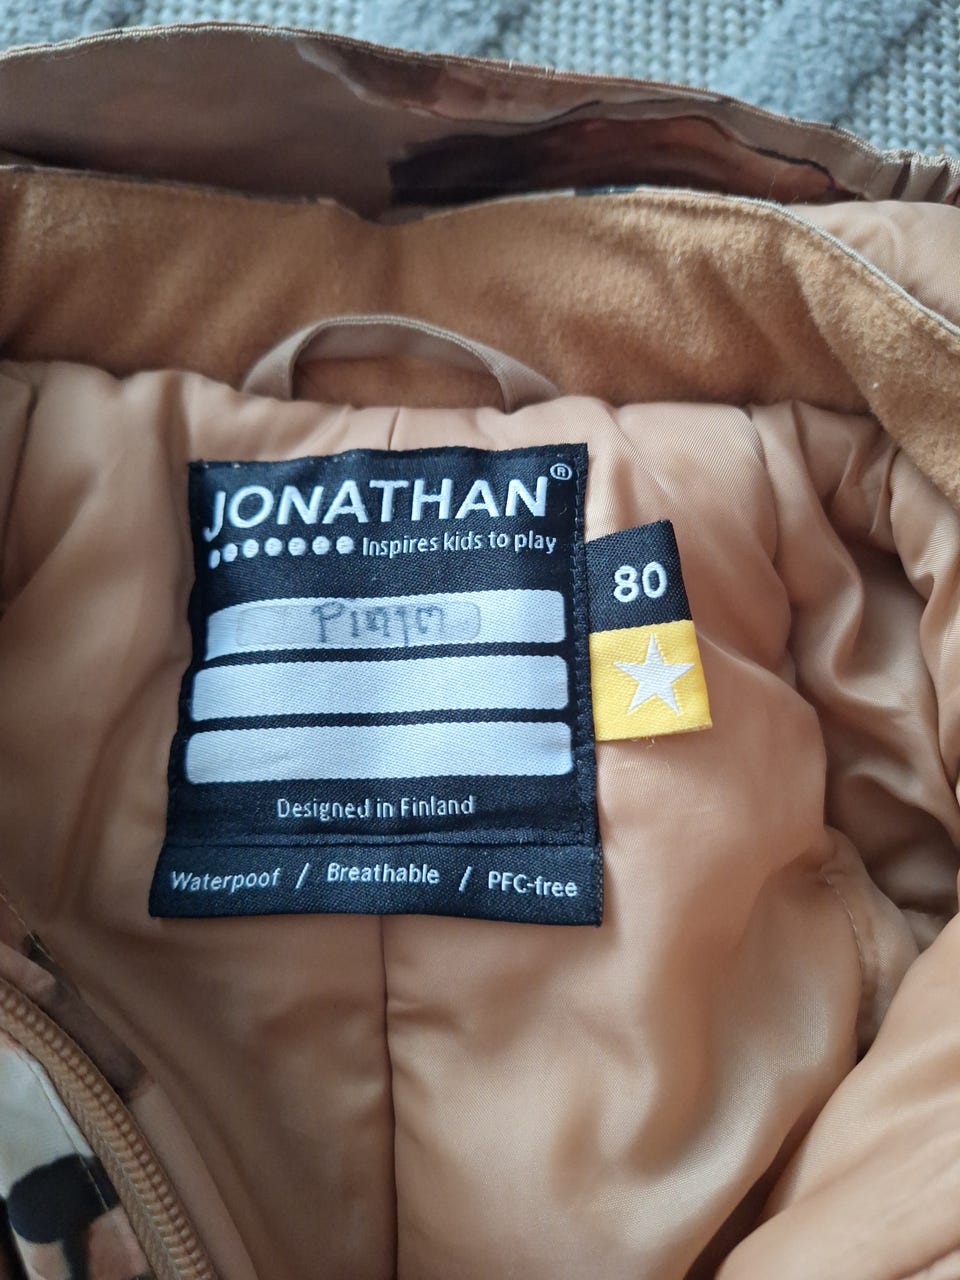 JONATHAN®
Inspires kids to play
80
Designed in Finland
Waterpoof / Breathable / PFC-free